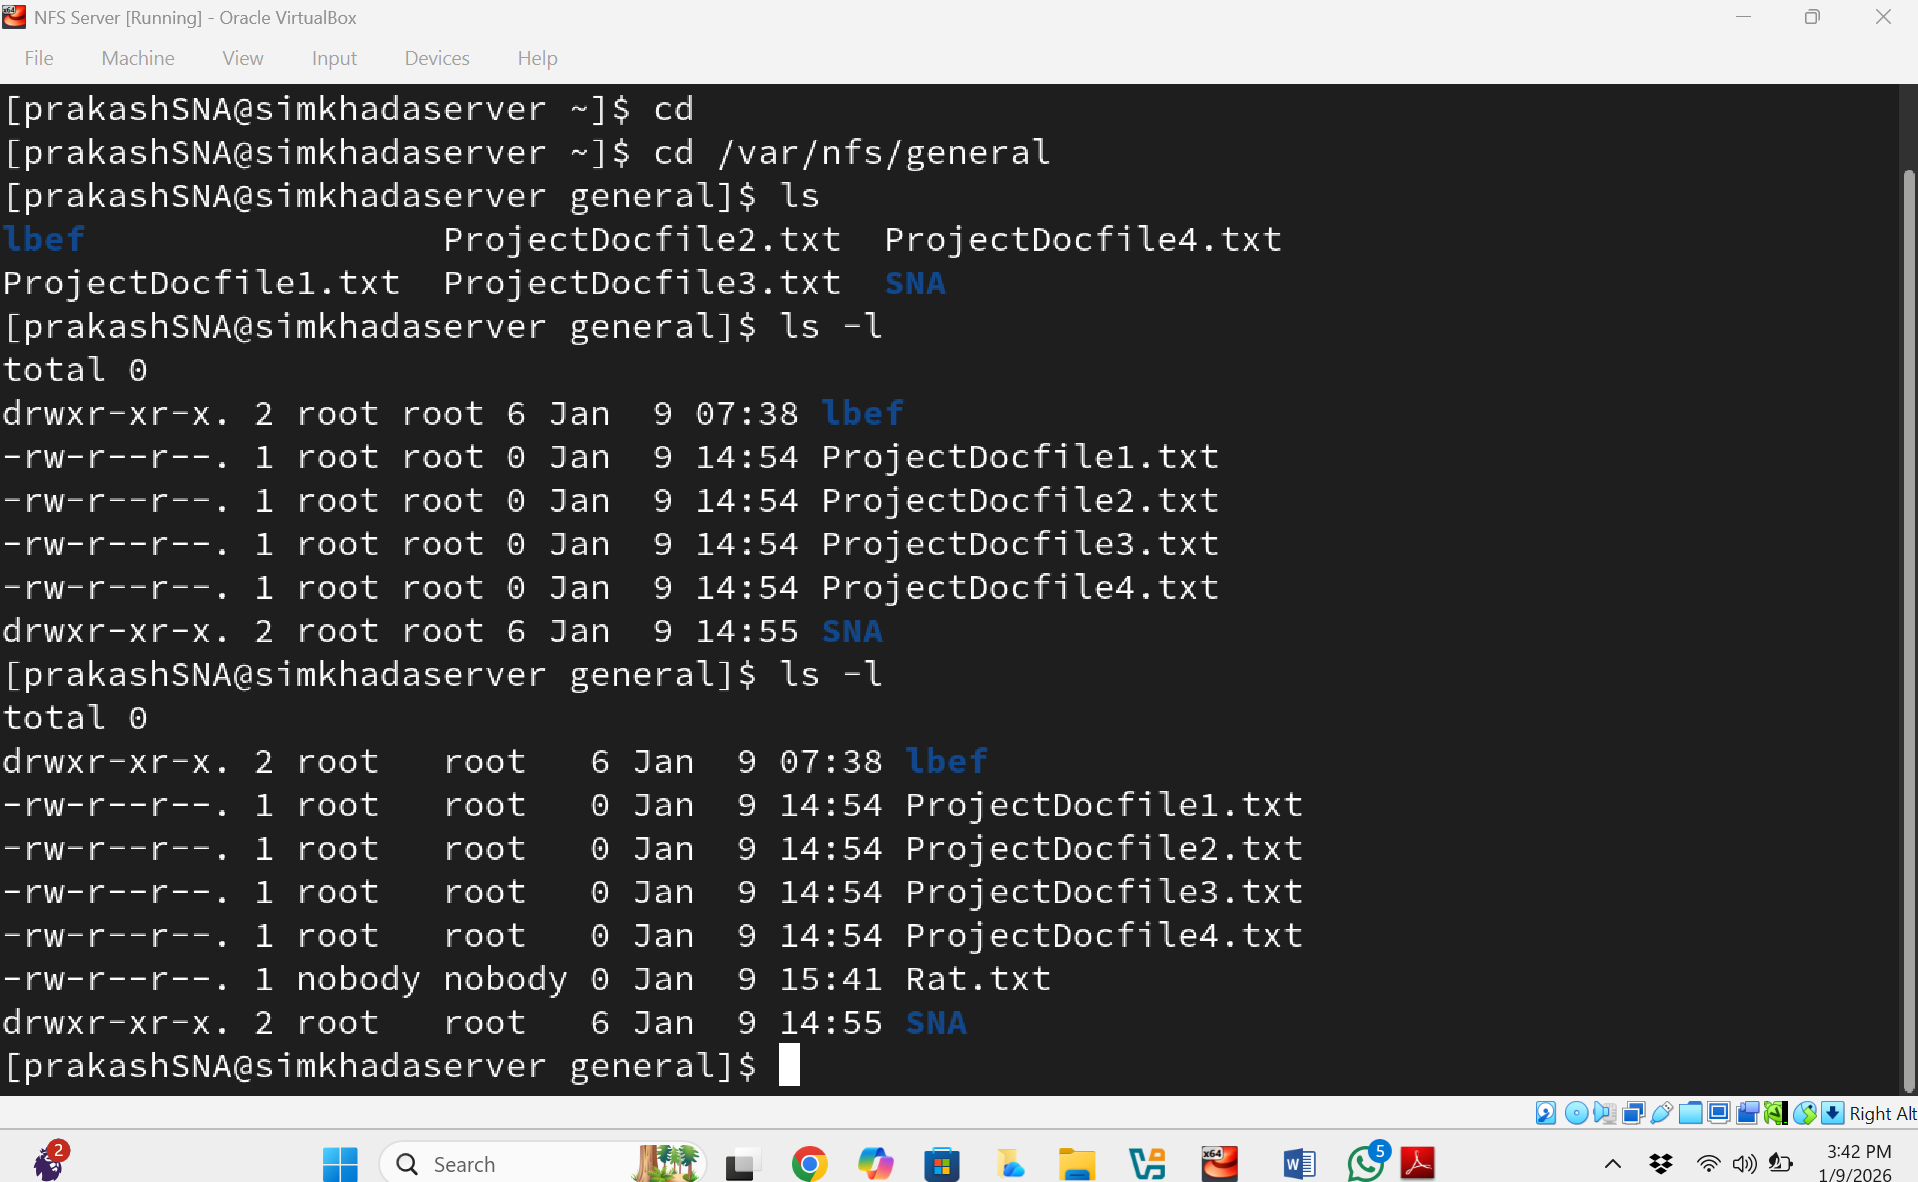 NFS Server [Running] - Oracle VirtualBox
File Machine View Input Devices Help
[prakashSNA@simkhadaserver ~]$ cd
[prakashSNA@simkhadaserver ~]$ cd /var/nfs/general
[prakashSNA@simkhadaserver general]$ ls
lbef ProjectDocfile2.txt ProjectDocfile4.txt
ProjectDocfile1.txt ProjectDocfile3.txt SNA
[prakashSNA@simkhadaserver general]$ ls -l
total 0
drwxr-xr-x. 2 root root 6 Jan  9 07:38 lbef
-rw-r--r--. 1 root root 0 Jan  9 14:54 ProjectDocfile1.txt
-rw-r--r--. 1 root root 0 Jan  9 14:54 ProjectDocfile2.txt
-rw-r--r--. 1 root root 0 Jan  9 14:54 ProjectDocfile3.txt
-rw-r--r--. 1 root root 0 Jan  9 14:54 ProjectDocfile4.txt
drwxr-xr-x. 2 root root 6 Jan  9 14:55 SNA
[prakashSNA@simkhadaserver general]$ ls -l
total 0
drwxr-xr-x. 2 root   root   6 Jan  9 07:38 lbef
-rw-r--r--. 1 root   root   0 Jan  9 14:54 ProjectDocfile1.txt
-rw-r--r--. 1 root   root   0 Jan  9 14:54 ProjectDocfile2.txt
-rw-r--r--. 1 root   root   0 Jan  9 14:54 ProjectDocfile3.txt
-rw-r--r--. 1 root   root   0 Jan  9 14:54 ProjectDocfile4.txt
-rw-r--r--. 1 nobody nobody 0 Jan  9 15:41 Rat.txt
drwxr-xr-x. 2 root   root   6 Jan  9 14:55 SNA
[prakashSNA@simkhadaserver general]$
Right Alt
2
Search
x64
5
3:42 PM
1/9/2026